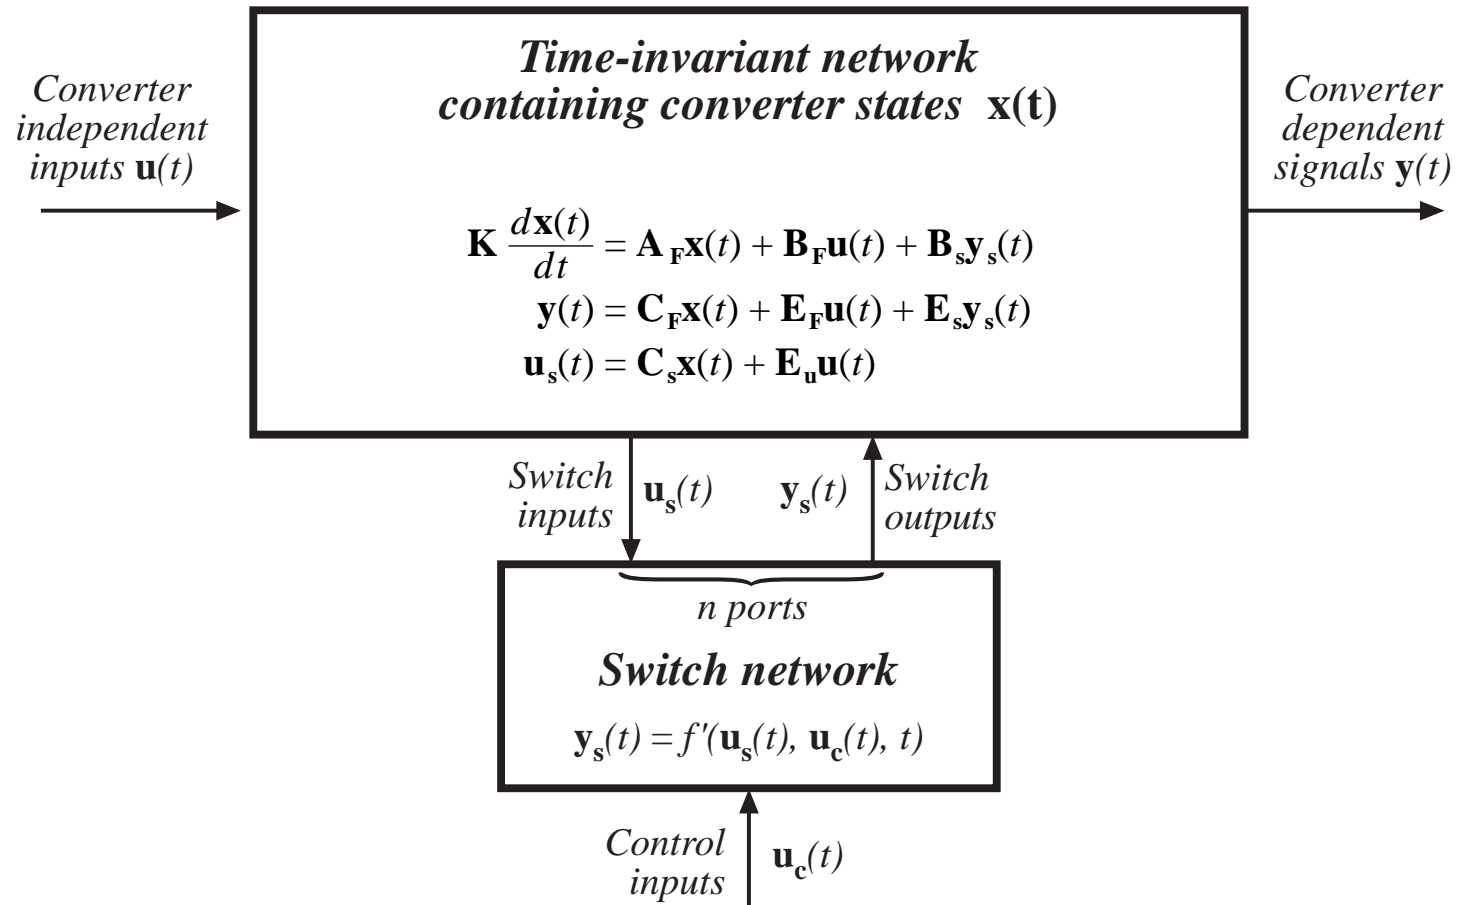 Time-invariant network
containing converter states x(t)
Converter
independent
inputs u(t)
Converter
dependent
signals y(t)
K dx(t)/dt = A_F x(t) + B_F u(t) + B_s y_s(t)
y(t) = C_F x(t) + E_F u(t) + E_s y_s(t)
u_s(t) = C_s x(t) + E_u u(t)
Switch
inputs
u_s(t)
y_s(t)
Switch
outputs
n ports
Switch network
y_s(t) = f'(u_s(t), u_c(t), t)
Control
inputs
u_c(t)